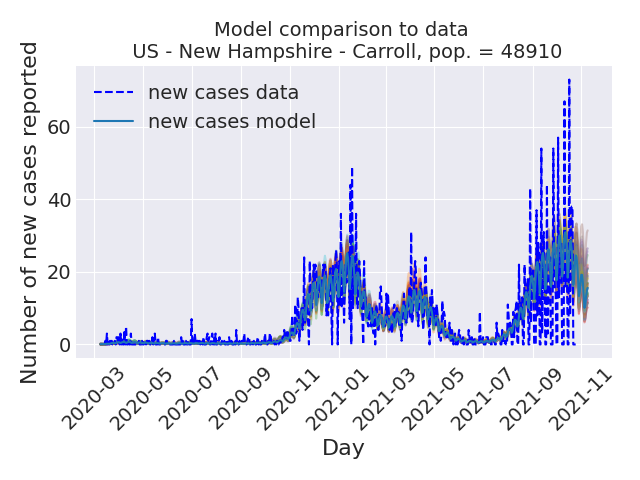 Model comparison to data
US - New Hampshire - Carroll, pop. = 48910
new cases data
new cases model
Number of new cases reported
60
40
20
0
2020-03
2020-05
2020-07
2020-09
2020-11
2021-01
2021-03
2021-05
2021-07
2021-09
2021-11
Day